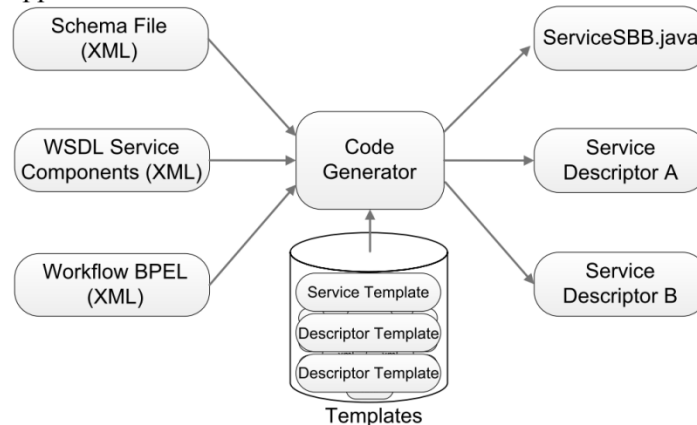 Schema File
(XML)
WSDL Service
Components (XML)
Workflow BPEL
(XML)
Code
Generator
Service Template
Descriptor Template
Descriptor Template
Templates
ServiceSBB.java
Service
Descriptor A
Service
Descriptor B